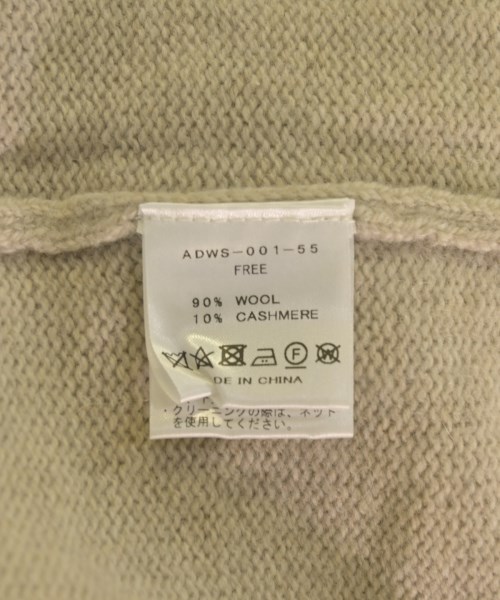 ADWS-001-55
FREE
90% WOOL
10% CASHMERE
DE IN CHINA
・クリーニングの際は、ネット
を使用してください。